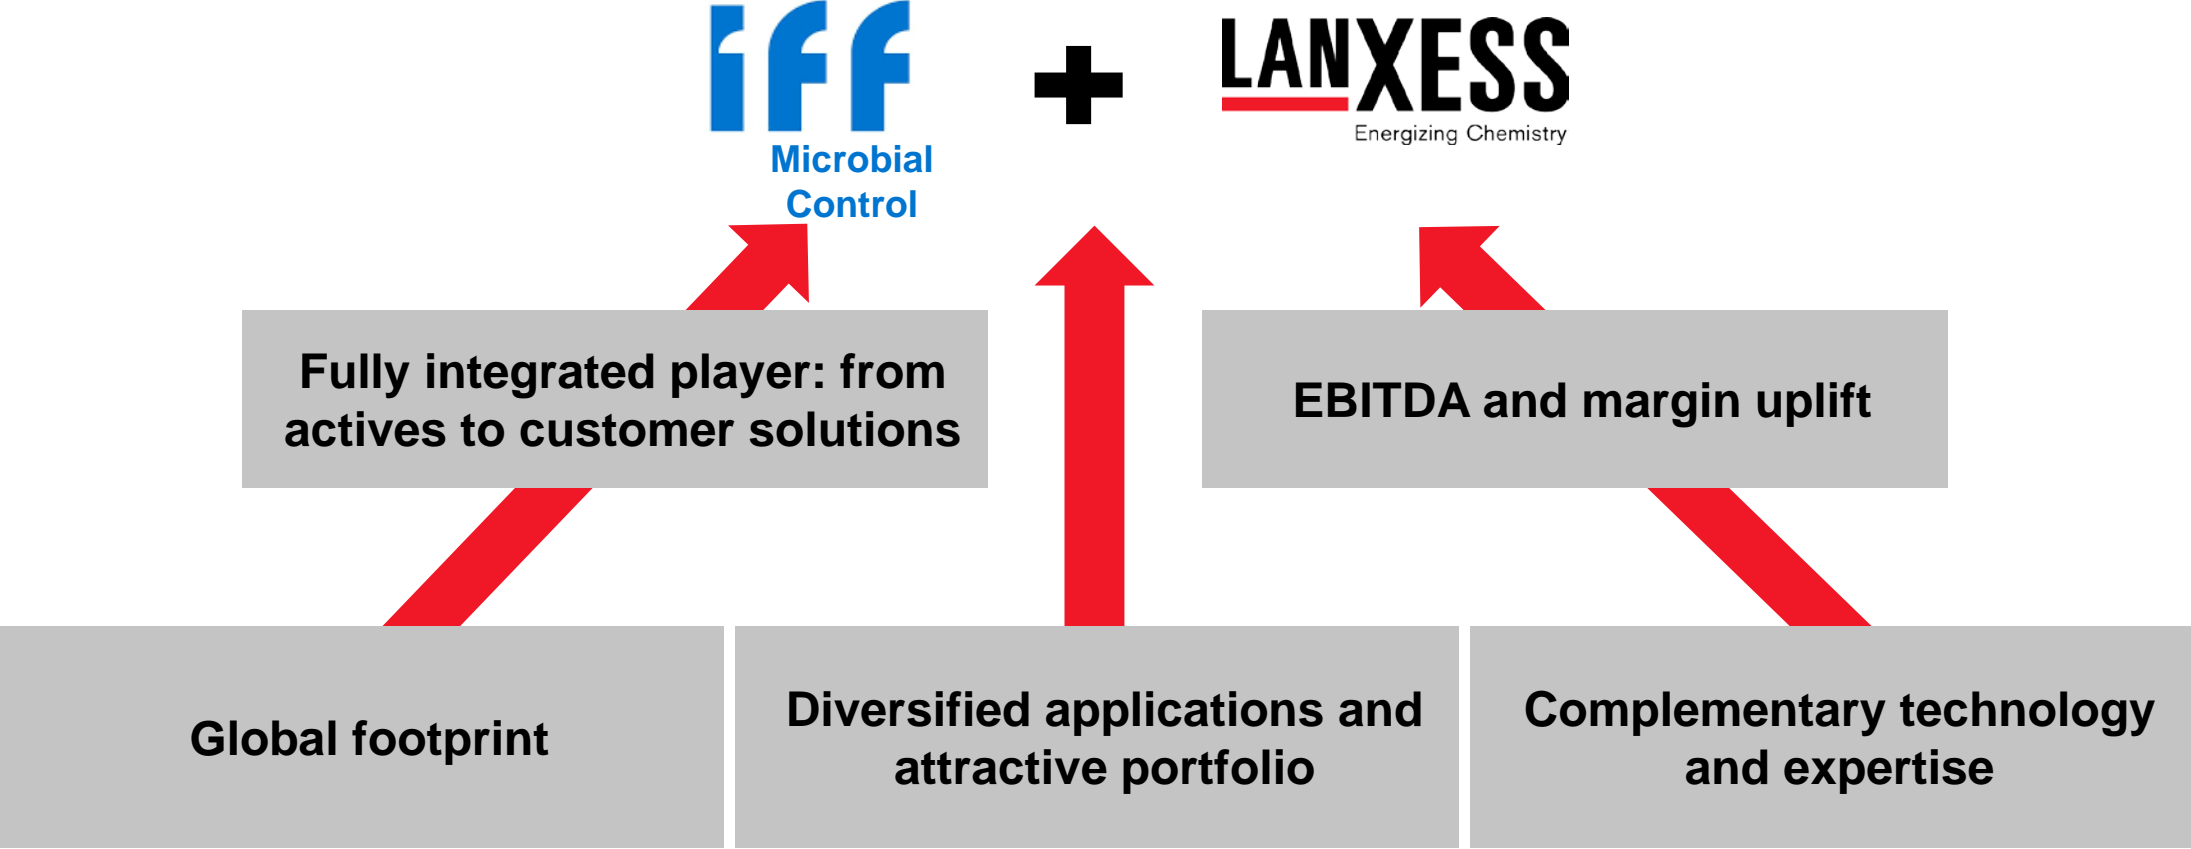 iff
Microbial
Control
+
LANXESS
Energizing Chemistry
Fully integrated player: from
actives to customer solutions
EBITDA and margin uplift
Global footprint
Diversified applications and
attractive portfolio
Complementary technology
and expertise